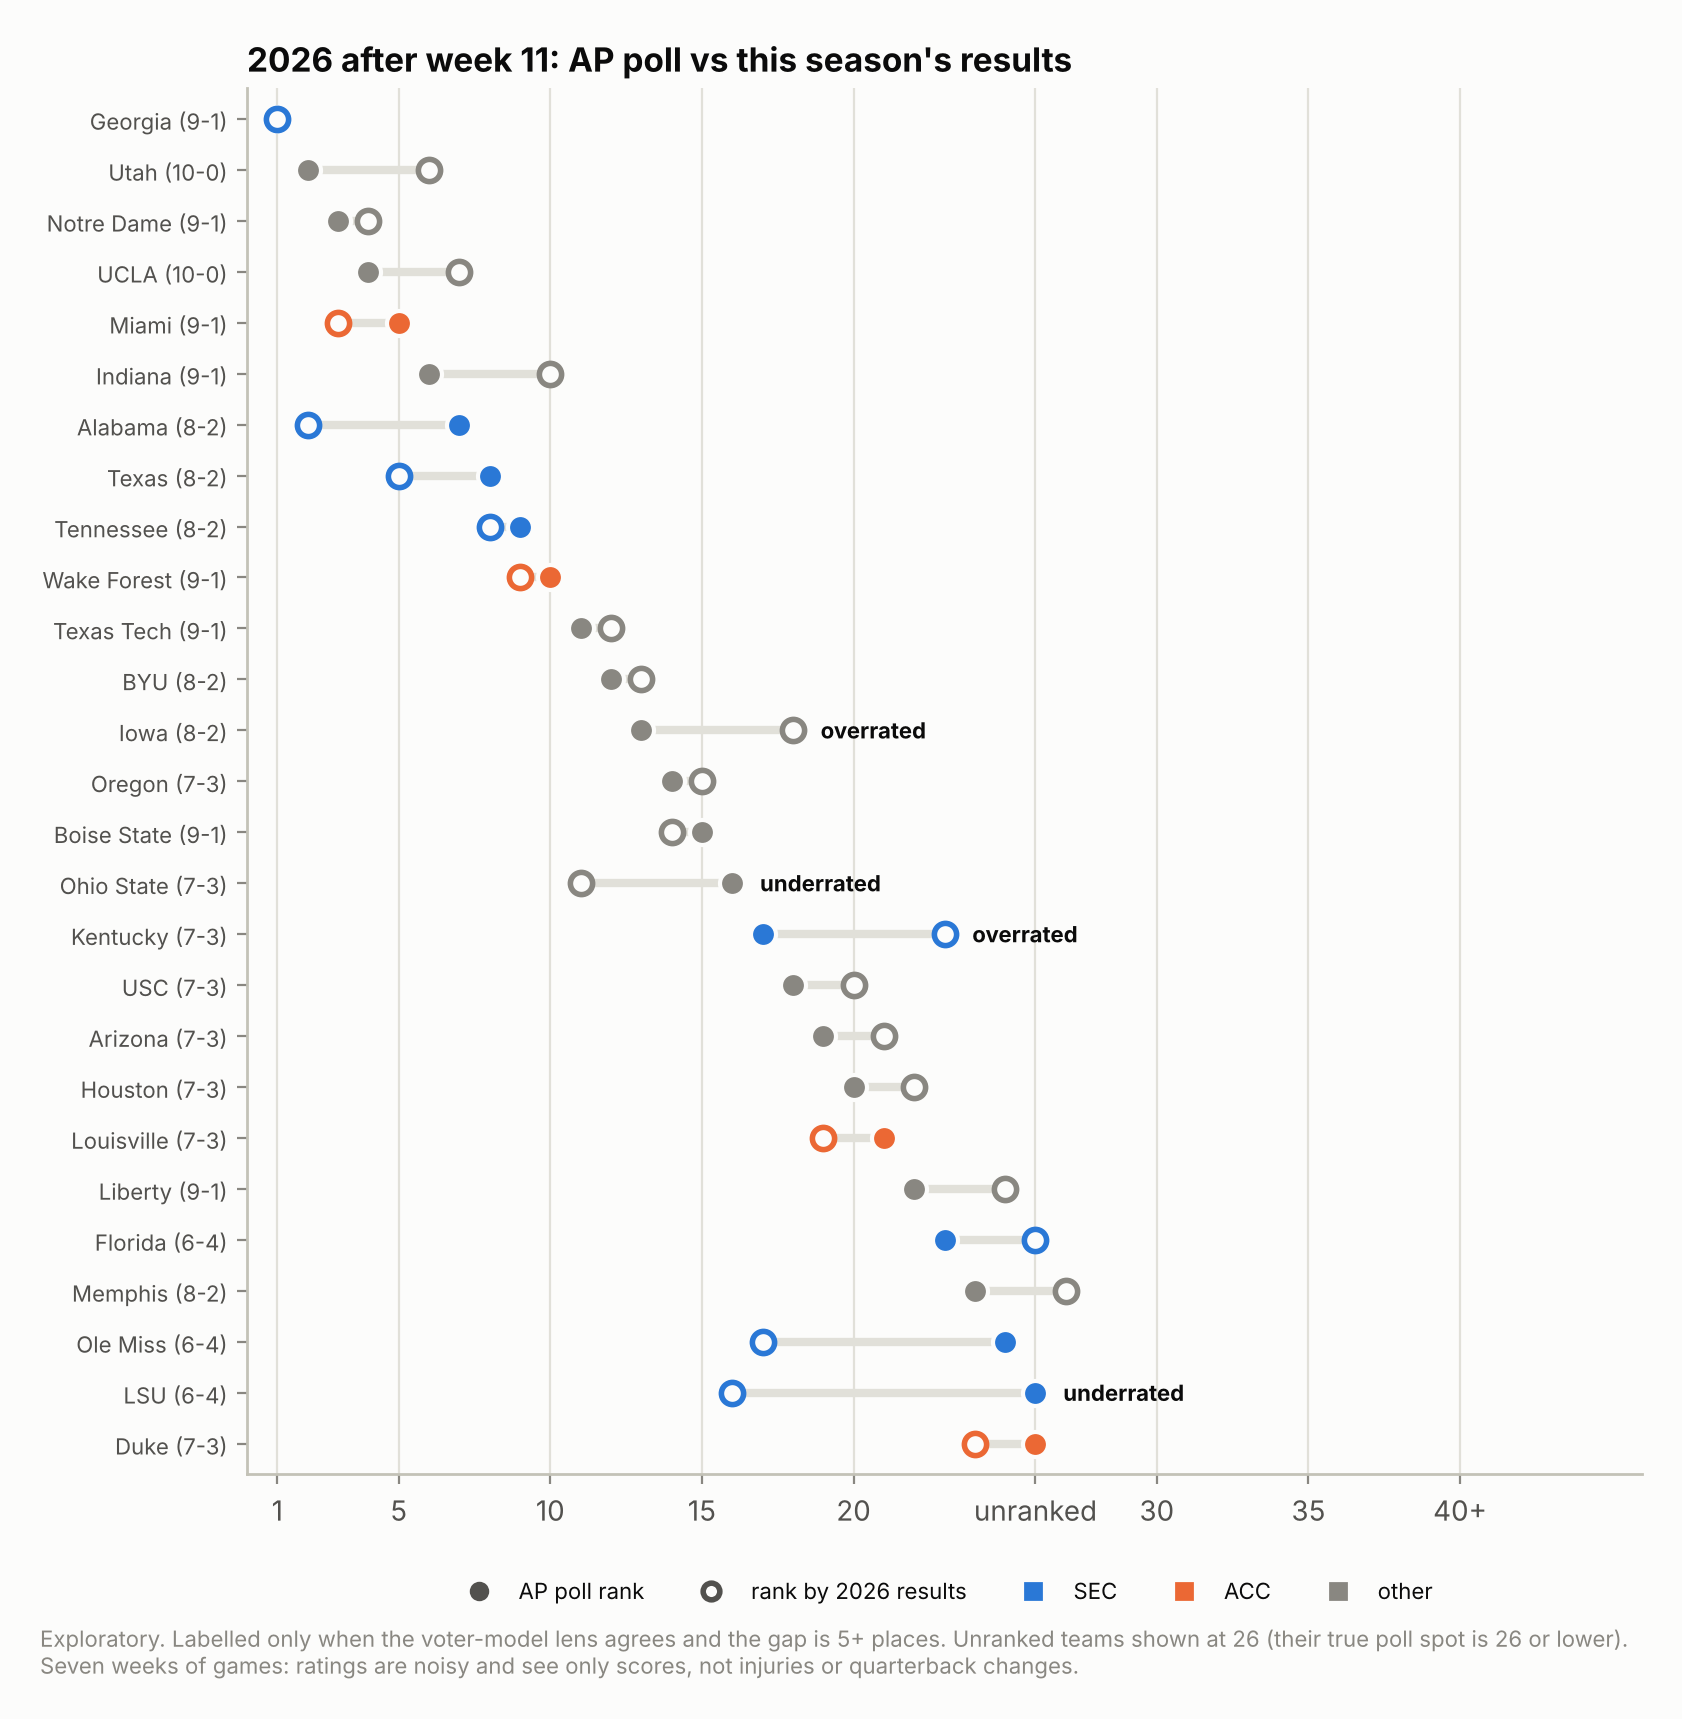 2026 after week 11: AP poll vs this season's results
Georgia (9-1)
Utah (10-0)
Notre Dame (9-1)
UCLA (10-0)
Miami (9-1)
Indiana (9-1)
Alabama (8-2)
Texas (8-2)
Tennessee (8-2)
Wake Forest (9-1)
Texas Tech (9-1)
BYU (8-2)
Iowa (8-2) overrated
Oregon (7-3)
Boise State (9-1)
Ohio State (7-3) underrated
Kentucky (7-3) overrated
USC (7-3)
Arizona (7-3)
Houston (7-3)
Louisville (7-3)
Liberty (9-1)
Florida (6-4)
Memphis (8-2)
Ole Miss (6-4)
LSU (6-4) underrated
Duke (7-3)
1 5 10 15 20 unranked 30 35 40+
AP poll rank rank by 2026 results SEC ACC other
Exploratory. Labelled only when the voter-model lens agrees and the gap is 5+ places. Unranked teams shown at 26 (their true poll spot is 26 or lower).
Seven weeks of games: ratings are noisy and see only scores, not injuries or quarterback changes.